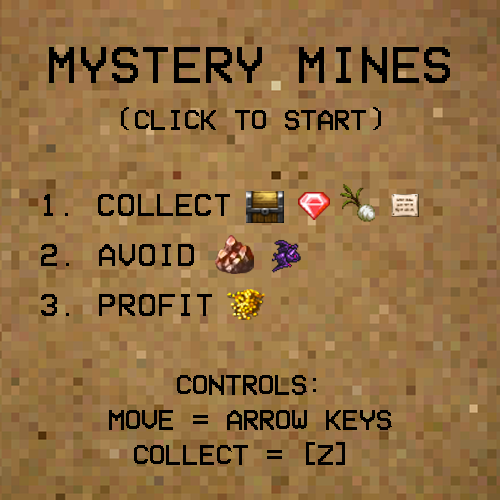 MYSTERY MINES
(CLICK TO START)
1. COLLECT
2. AVOID
3. PROFIT
CONTROLS:
MOVE = ARROW KEYS
COLLECT = [Z]